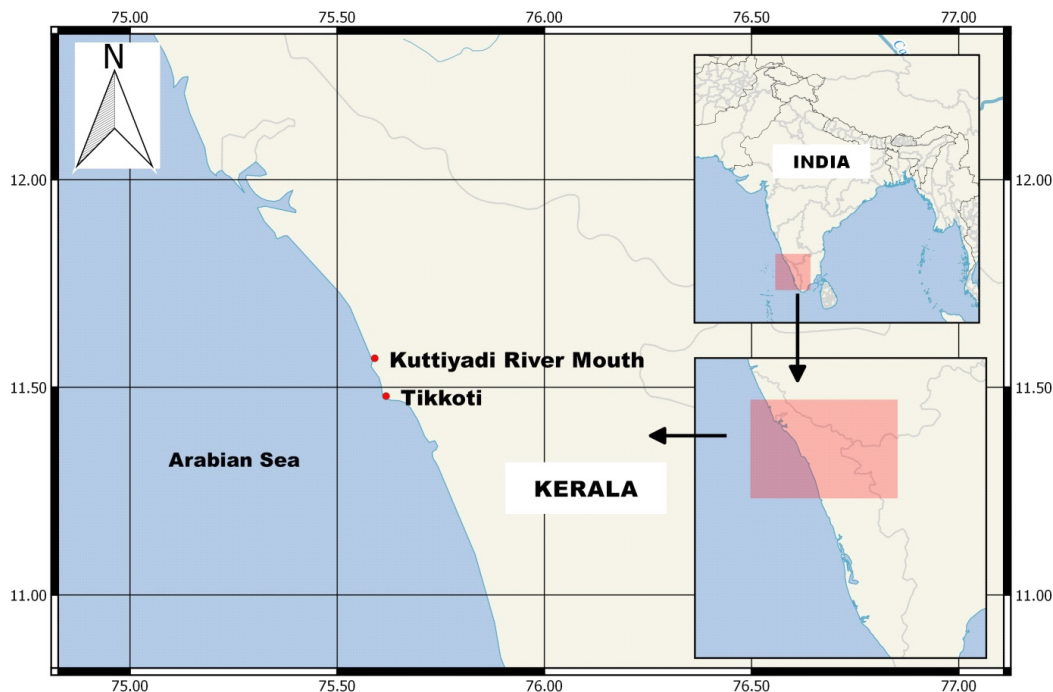 75.00 75.50 76.00 76.50 77.00
N
INDIA
12.00 12.00
Kuttiyadi River Mouth
11.50 11.50
Tikkoti
Arabian Sea
KERALA
11.00 11.00
75.00 75.50 76.00 76.50 77.00